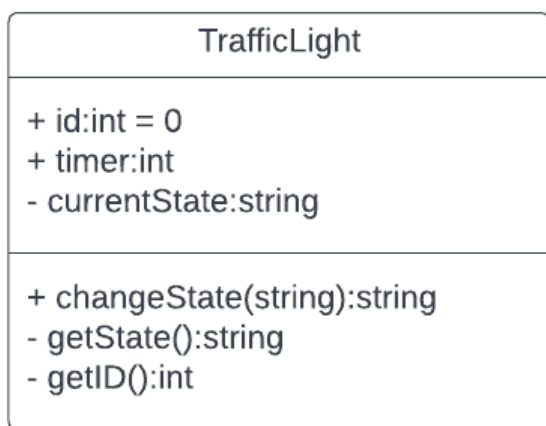 TrafficLight
+ id:int = 0
+ timer:int
- currentState:string
+ changeState(string):string
- getState():string
- getID():int